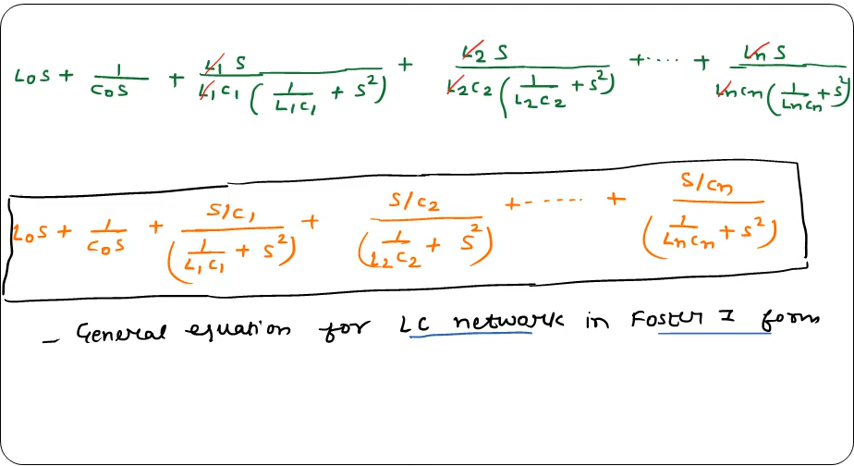 L₀S + 1/C₀S + L₁S/L₁C₁(1/L₁C₁ + S²) + L₂S/L₂C₂(1/L₂C₂ + S²) + ···· + LnS/LnCn(1/LnCn + S²)
L₀S + 1/C₀S + S/C₁/(1/L₁C₁ + S²) + S/C₂/(1/L₂C₂ + S²) + ------ + S/Cn/(1/LnCn + S²)
- General equation for LC network in Foster I form